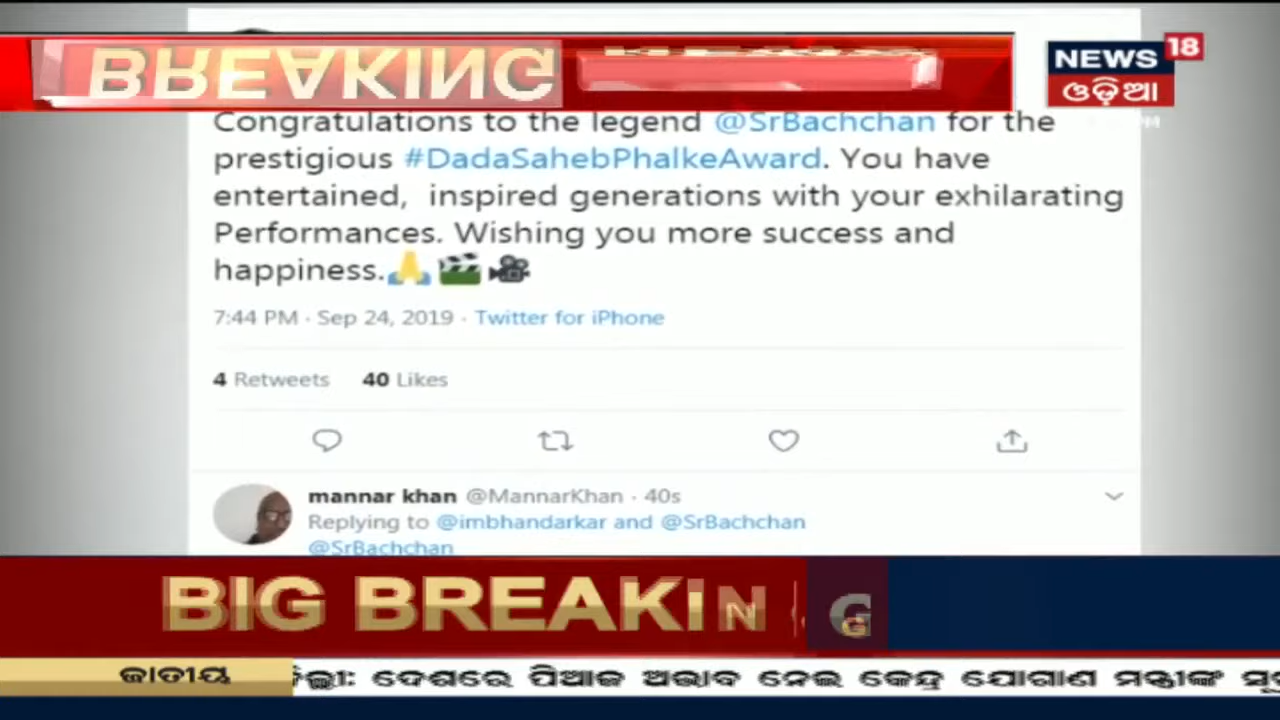 BREAKING
NEWS 18
ଓଡ଼ିଆ
Congratulations to the legend @SrBachchan for the
prestigious #DadaSahebPhalkeAward. You have
entertained, inspired generations with your exhilarating
Performances. Wishing you more success and
happiness.🙏🎬🎥
7:44 PM · Sep 24, 2019 · Twitter for iPhone
4 Retweets 40 Likes
mannar khan @MannarKhan · 40s
Replying to @imbhandarkar and @SrBachchan
@SrBachchan
BIG BREAKING
ଜାତୀୟ
ଦେଶରେ ପିଆଜ ଅଭାବ ନେଇ କେନ୍ଦ୍ର ଯୋଗାଣ ମନ୍ତ୍ରୀଙ୍କ